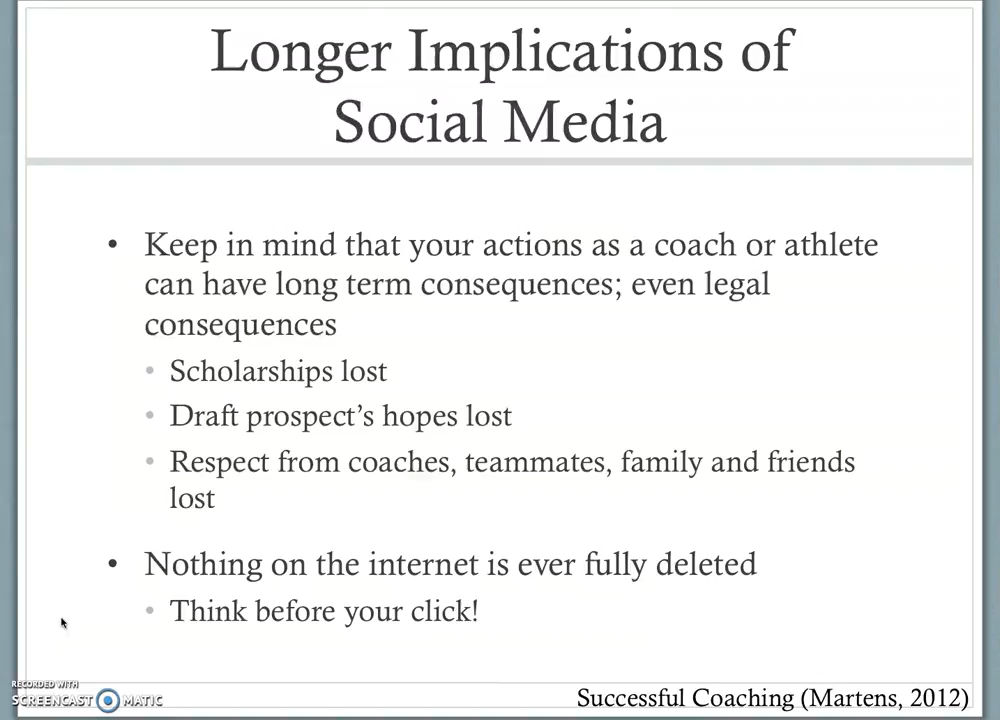 Longer Implications of
Social Media
• Keep in mind that your actions as a coach or athlete
can have long term consequences; even legal
consequences
• Scholarships lost
• Draft prospect's hopes lost
• Respect from coaches, teammates, family and friends
lost
• Nothing on the internet is ever fully deleted
• Think before your click!
RECORDED WITH
SCREENCAST MATIC
Successful Coaching (Martens, 2012)